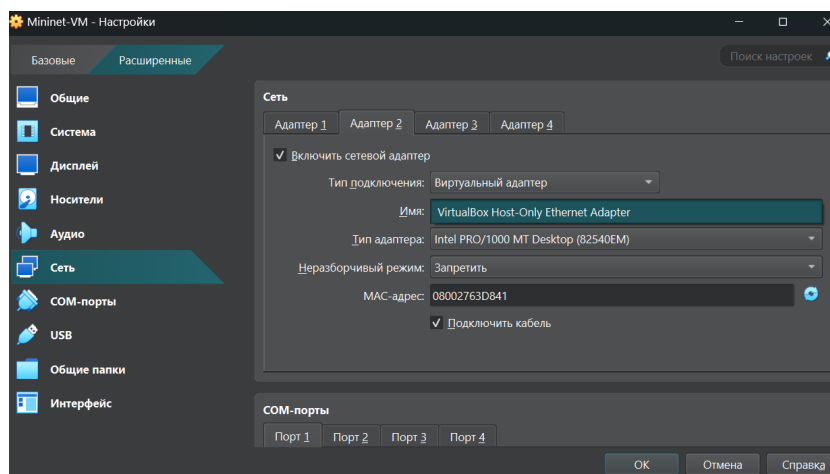 Mininet-VM - Настройки
Базовые Расширенные
Поиск настроек
Общие
Система
Дисплей
Носители
Аудио
Сеть
COM-порты
USB
Общие папки
Интерфейс
Сеть
Адаптер 1 Адаптер 2 Адаптер 3 Адаптер 4
Включить сетевой адаптер
Тип подключения: Виртуальный адаптер
Имя: VirtualBox Host-Only Ethernet Adapter
Тип адаптера: Intel PRO/1000 MT Desktop (82540EM)
Неразборчивый режим: Запретить
MAC-адрес: 08002763D841
Подключить кабель
COM-порты
Порт 1 Порт 2 Порт 3 Порт 4
ОК Отмена Справка